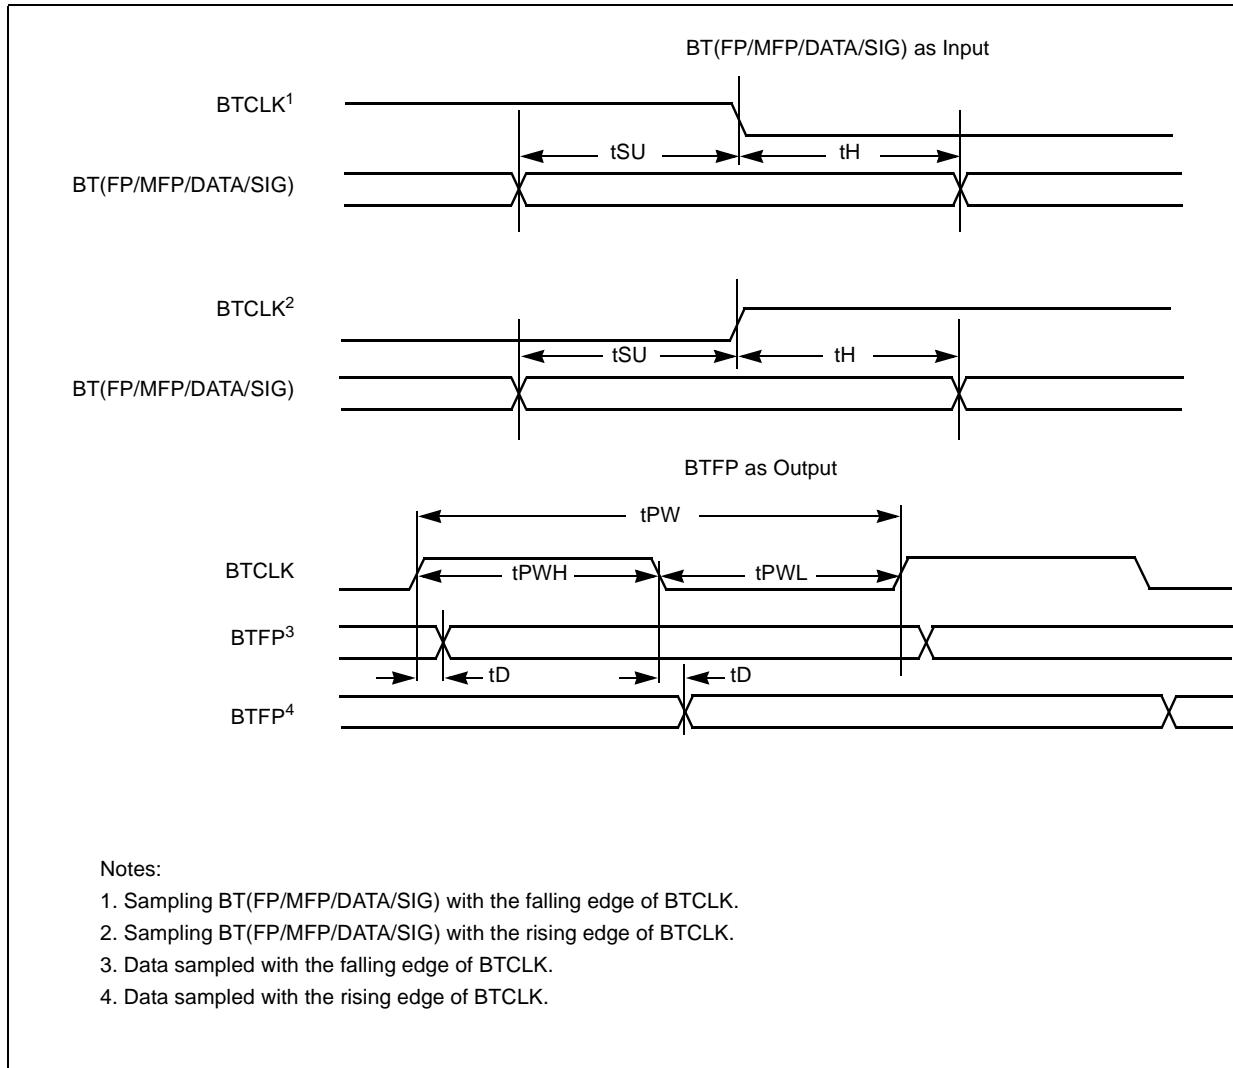 BT(FP/MFP/DATA/SIG) as Input
BTCLK1
tSU
tH
BT(FP/MFP/DATA/SIG)
BTCLK2
tSU
tH
BT(FP/MFP/DATA/SIG)
BTFP as Output
tPW
BTCLK
tPWH
tPWL
BTFP3
tD
tD
BTFP4
Notes:
1. Sampling BT(FP/MFP/DATA/SIG) with the falling edge of BTCLK.
2. Sampling BT(FP/MFP/DATA/SIG) with the rising edge of BTCLK.
3. Data sampled with the falling edge of BTCLK.
4. Data sampled with the rising edge of BTCLK.